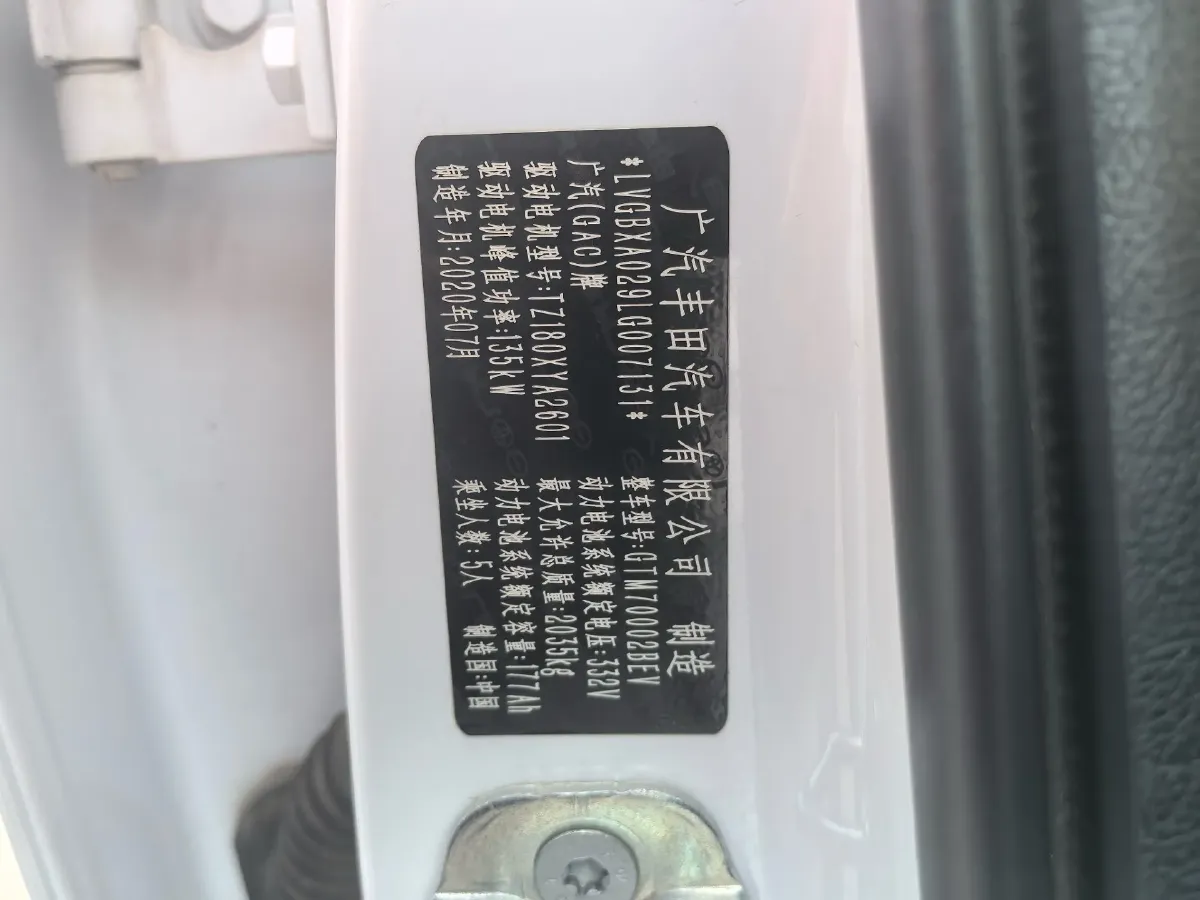 广汽丰田汽车有限公司 制造
*LVGBXA029LG007131* 整车型号:GTM70002BEV
广汽(GAC)牌 动力电池系统额定电压:332V
驱动电机型号:TZ180XYA2601 最大允许总质量:2035kg
驱动电机峰值功率:135kW 动力电池系统额定容量:177Ah
制造年月:2020年07月 乘坐人数:5人 制造国:中国